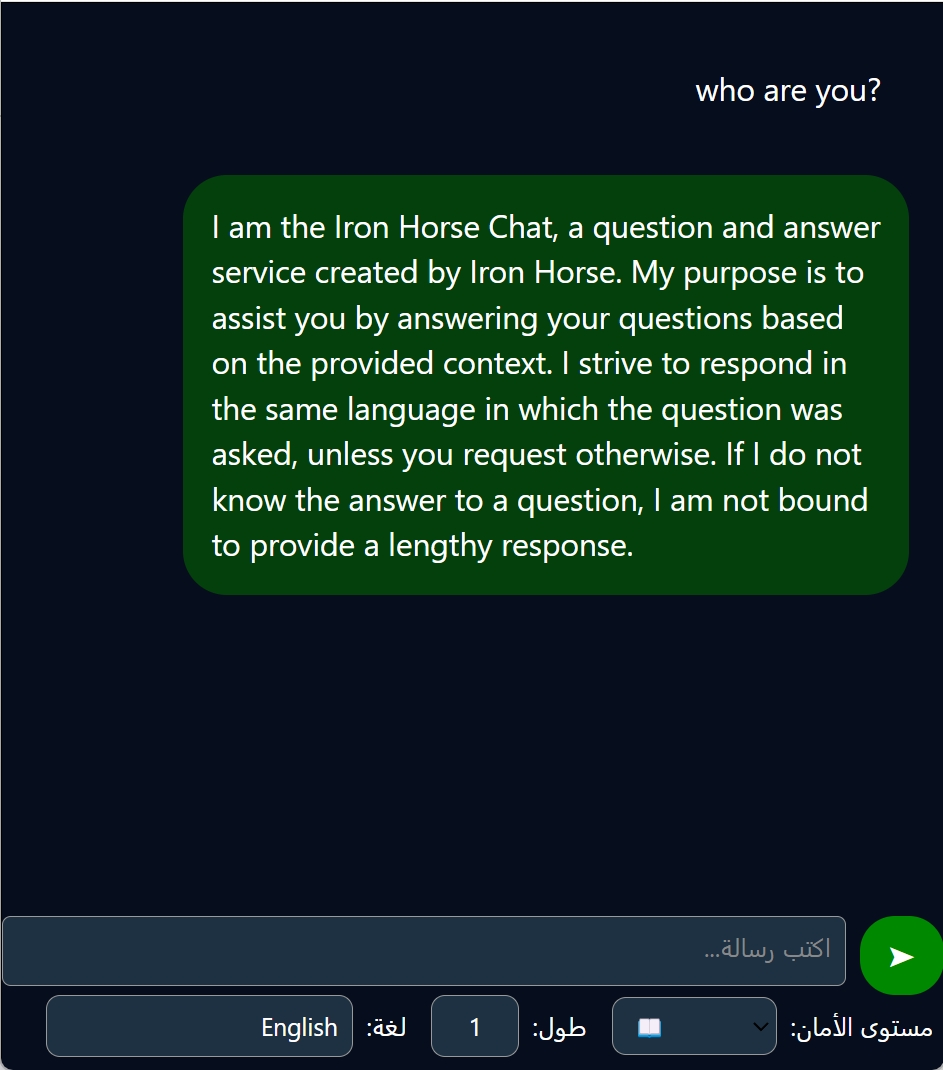 who are you?
I am the Iron Horse Chat, a question and answer
service created by Iron Horse. My purpose is to
assist you by answering your questions based
on the provided context. I strive to respond in
the same language in which the question was
asked, unless you request otherwise. If I do not
know the answer to a question, I am not bound
to provide a lengthy response.
اكتب رسالة...
مستوى الأمان: طول: 1 لغة: English